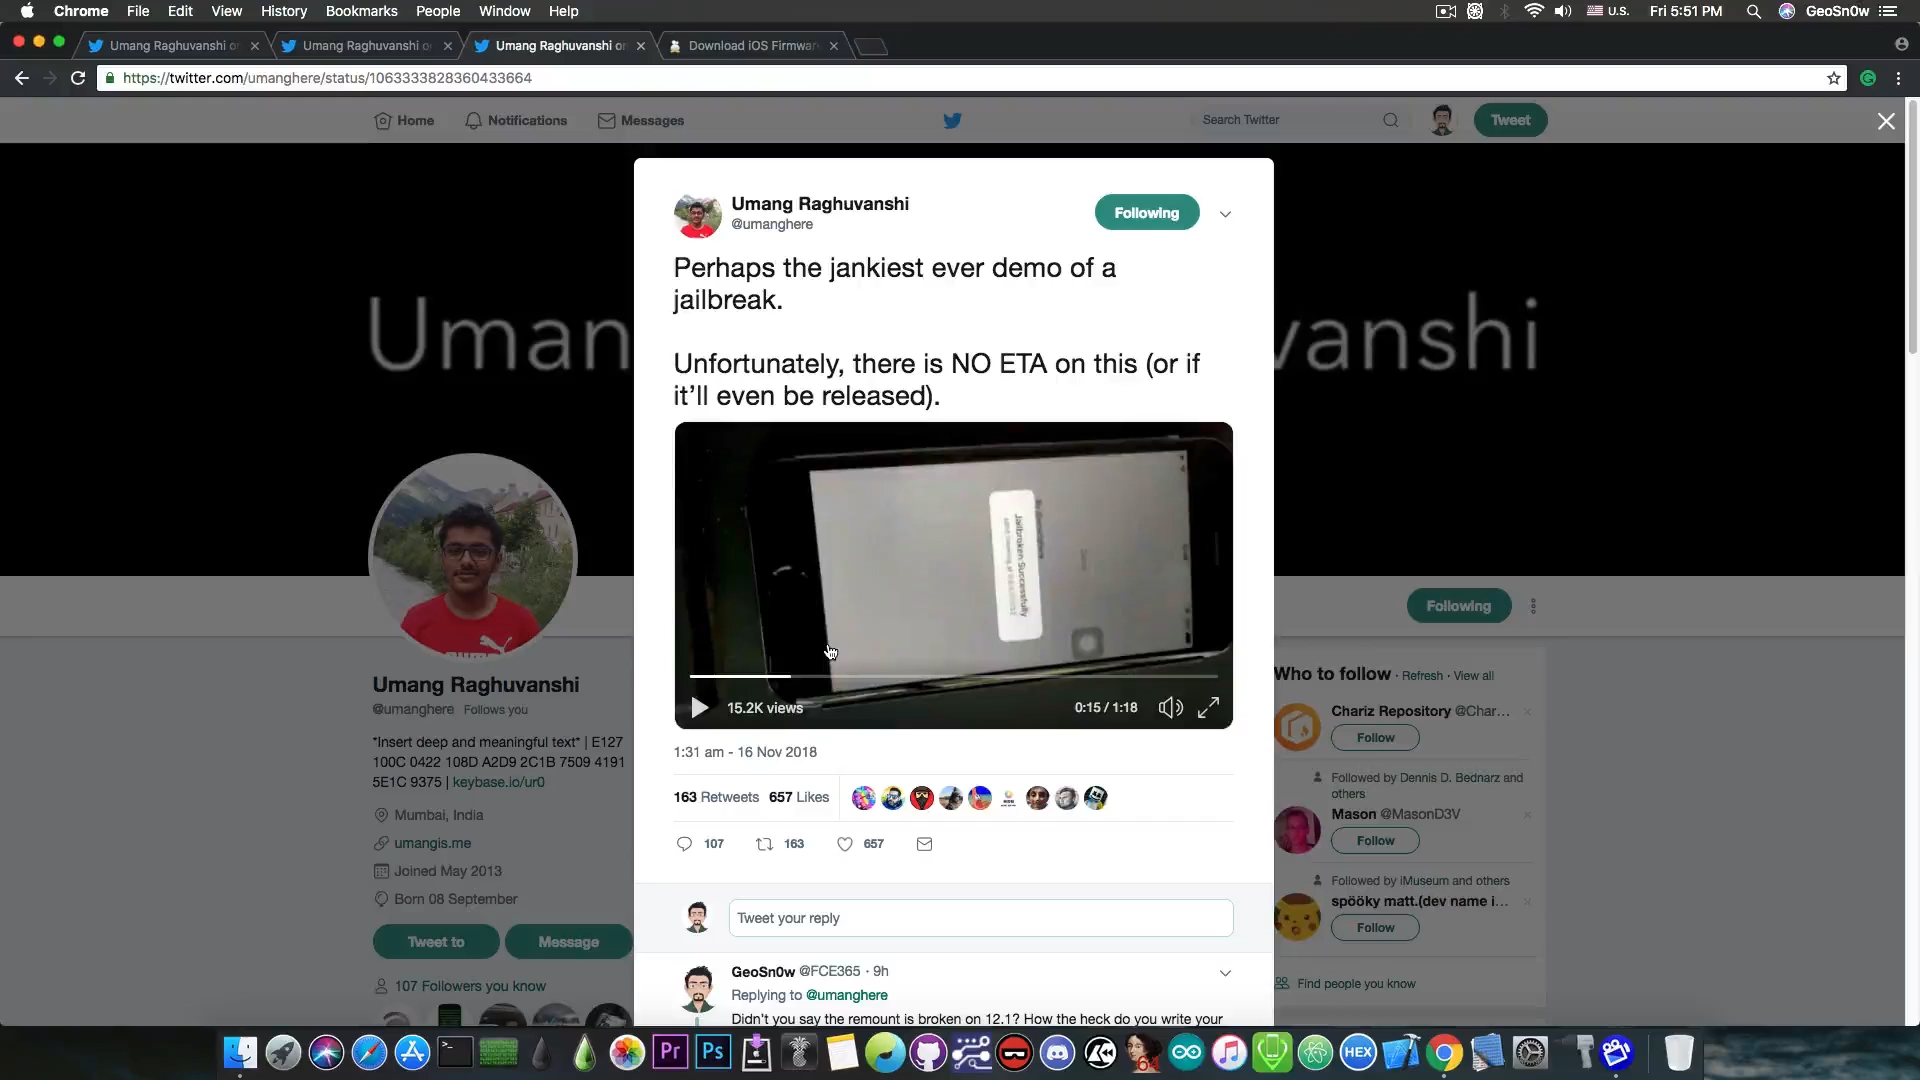 Chrome File Edit View History Bookmarks People Window Help
U.S. Fri 5:51 PM GeoSn0w
Umang Raghuvanshi
Umang Raghuvanshi
Umang Raghuvanshi
Download iOS Firmwar
https://twitter.com/umanghere/status/1063333828360433664
Home Notifications Messages
Search Twitter
Tweet
Uman
vanshi
Umang Raghuvanshi
@umanghere
Following
Perhaps the jankiest ever demo of a
jailbreak.
Unfortunately, there is NO ETA on this (or if
it'll even be released).
Jailbroken Successfully
15.2K views
0:15 / 1:18
1:31 am - 16 Nov 2018
163 Retweets 657 Likes
107 163 657
Tweet your reply
GeoSn0w @FCE365 · 9h
Replying to @umanghere
Didn't you say the remount is broken on 12.1? How the heck do you write your
Umang Raghuvanshi
@umanghere Follows you
*Insert deep and meaningful text* | E127
100C 0422 108D A2D9 2C1B 7509 4191
5E1C 9375 | keybase.io/ur0
Mumbai, India
umangis.me
Joined May 2013
Born 08 September
Tweet to
Message
107 Followers you know
Following
Who to follow · Refresh · View all
Chariz Repository @Char...
Follow
Followed by Dennis D. Bednarz and
others
Mason @MasonD3V
Follow
Followed by iMuseum and others
spööky matt.(dev name i...
Follow
Find people you know
Pr
Ps
64
HEX